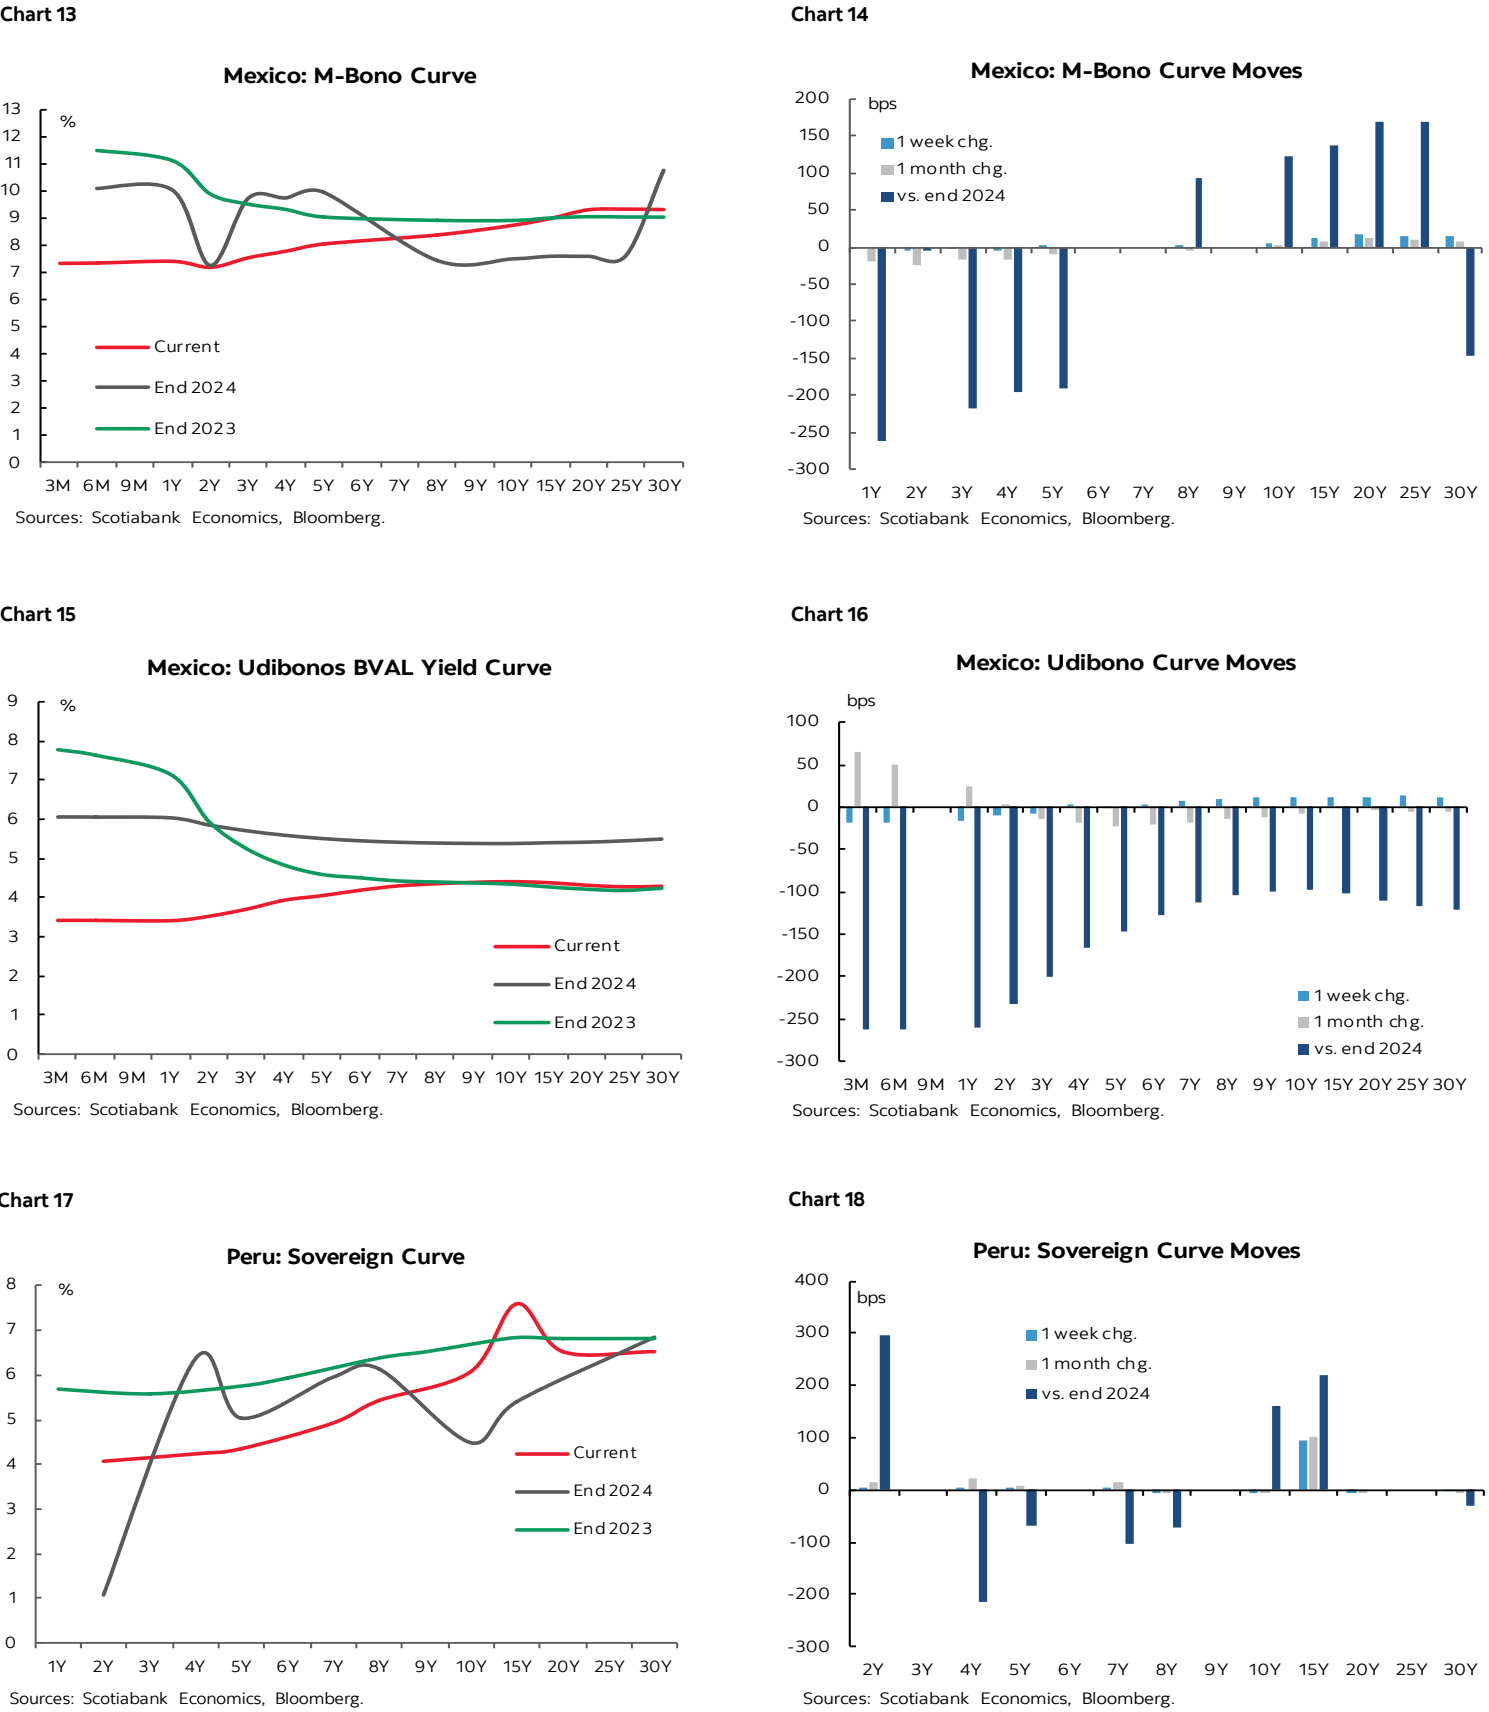 Chart 13
Mexico: M-Bono Curve
%
13
12
11
10
9
8
7
6
5
4
3
2
1
0
Current
End 2024
End 2023
3M 6M 9M 1Y 2Y 3Y 4Y 5Y 6Y 7Y 8Y 9Y 10Y 15Y 20Y 25Y 30Y
Sources: Scotiabank Economics, Bloomberg.
Chart 14
Mexico: M-Bono Curve Moves
bps
200
150
100
50
0
-50
-100
-150
-200
-250
-300
1 week chg.
1 month chg.
vs. end 2024
1Y 2Y 3Y 4Y 5Y 6Y 7Y 8Y 9Y 10Y 15Y 20Y 25Y 30Y
Sources: Scotiabank Economics, Bloomberg.
Chart 15
Mexico: Udibonos BVAL Yield Curve
%
9
8
7
6
5
4
3
2
1
0
Current
End 2024
End 2023
3M 6M 9M 1Y 2Y 3Y 4Y 5Y 6Y 7Y 8Y 9Y 10Y 15Y 20Y 25Y 30Y
Sources: Scotiabank Economics, Bloomberg.
Chart 16
Mexico: Udibono Curve Moves
bps
100
50
0
-50
-100
-150
-200
-250
-300
1 week chg.
1 month chg.
vs. end 2024
3M 6M 9M 1Y 2Y 3Y 4Y 5Y 6Y 7Y 8Y 9Y 10Y 15Y 20Y 25Y 30Y
Sources: Scotiabank Economics, Bloomberg.
Chart 17
Peru: Sovereign Curve
%
8
7
6
5
4
3
2
1
0
Current
End 2024
End 2023
1Y 2Y 3Y 4Y 5Y 6Y 7Y 8Y 9Y 10Y 15Y 20Y 25Y 30Y
Sources: Scotiabank Economics, Bloomberg.
Chart 18
Peru: Sovereign Curve Moves
bps
400
300
200
100
0
-100
-200
-300
1 week chg.
1 month chg.
vs. end 2024
2Y 3Y 4Y 5Y 6Y 7Y 8Y 9Y 10Y 15Y 20Y 25Y 30Y
Sources: Scotiabank Economics, Bloomberg.